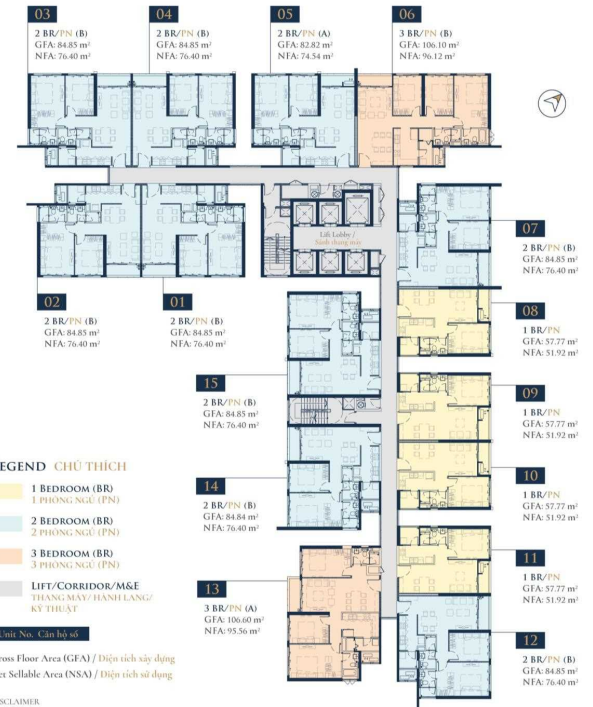 03
2 BR/PN (B)
GFA: 84.85 m²
NFA: 76.40 m²
04
2 BR/PN (B)
GFA: 84.85 m²
NFA: 76.40 m²
05
2 BR/PN (A)
GFA: 82.82 m²
NFA: 74.54 m²
06
3 BR/PN (B)
GFA: 106.10 m²
NFA: 96.12 m²
Lift Lobby /
Sảnh thang máy
07
2 BR/PN (B)
GFA: 84.85 m²
NFA: 76.40 m²
02
2 BR/PN (B)
GFA: 84.85 m²
NFA: 76.40 m²
01
2 BR/PN (B)
GFA: 84.85 m²
NFA: 76.40 m²
08
1 BR/PN
GFA: 57.77 m²
NFA: 51.92 m²
15
2 BR/PN (B)
GFA: 84.85 m²
NFA: 76.40 m²
09
1 BR/PN
GFA: 57.77 m²
NFA: 51.92 m²
14
2 BR/PN (B)
GFA: 84.84 m²
NFA: 76.40 m²
10
1 BR/PN
GFA: 57.77 m²
NFA: 51.92 m²
11
1 BR/PN
GFA: 57.77 m²
NFA: 51.92 m²
13
3 BR/PN (A)
GFA: 106.60 m²
NFA: 95.56 m²
12
2 BR/PN (B)
GFA: 84.85 m²
NFA: 76.40 m²
EGEND CHÚ THÍCH
1 BEDROOM (BR)
1 PHÒNG NGỦ (PN)
2 BEDROOM (BR)
2 PHÒNG NGỦ (PN)
3 BEDROOM (BR)
3 PHÒNG NGỦ (PN)
LIFT/CORRIDOR/M&E
THANG MÁY/HÀNH LANG/
KỸ THUẬT
Unit No. Căn hộ số
ross Floor Area (GFA) / Diện tích xây dựng
et Sellable Area (NSA) / Diện tích sử dụng
SCLAIMER